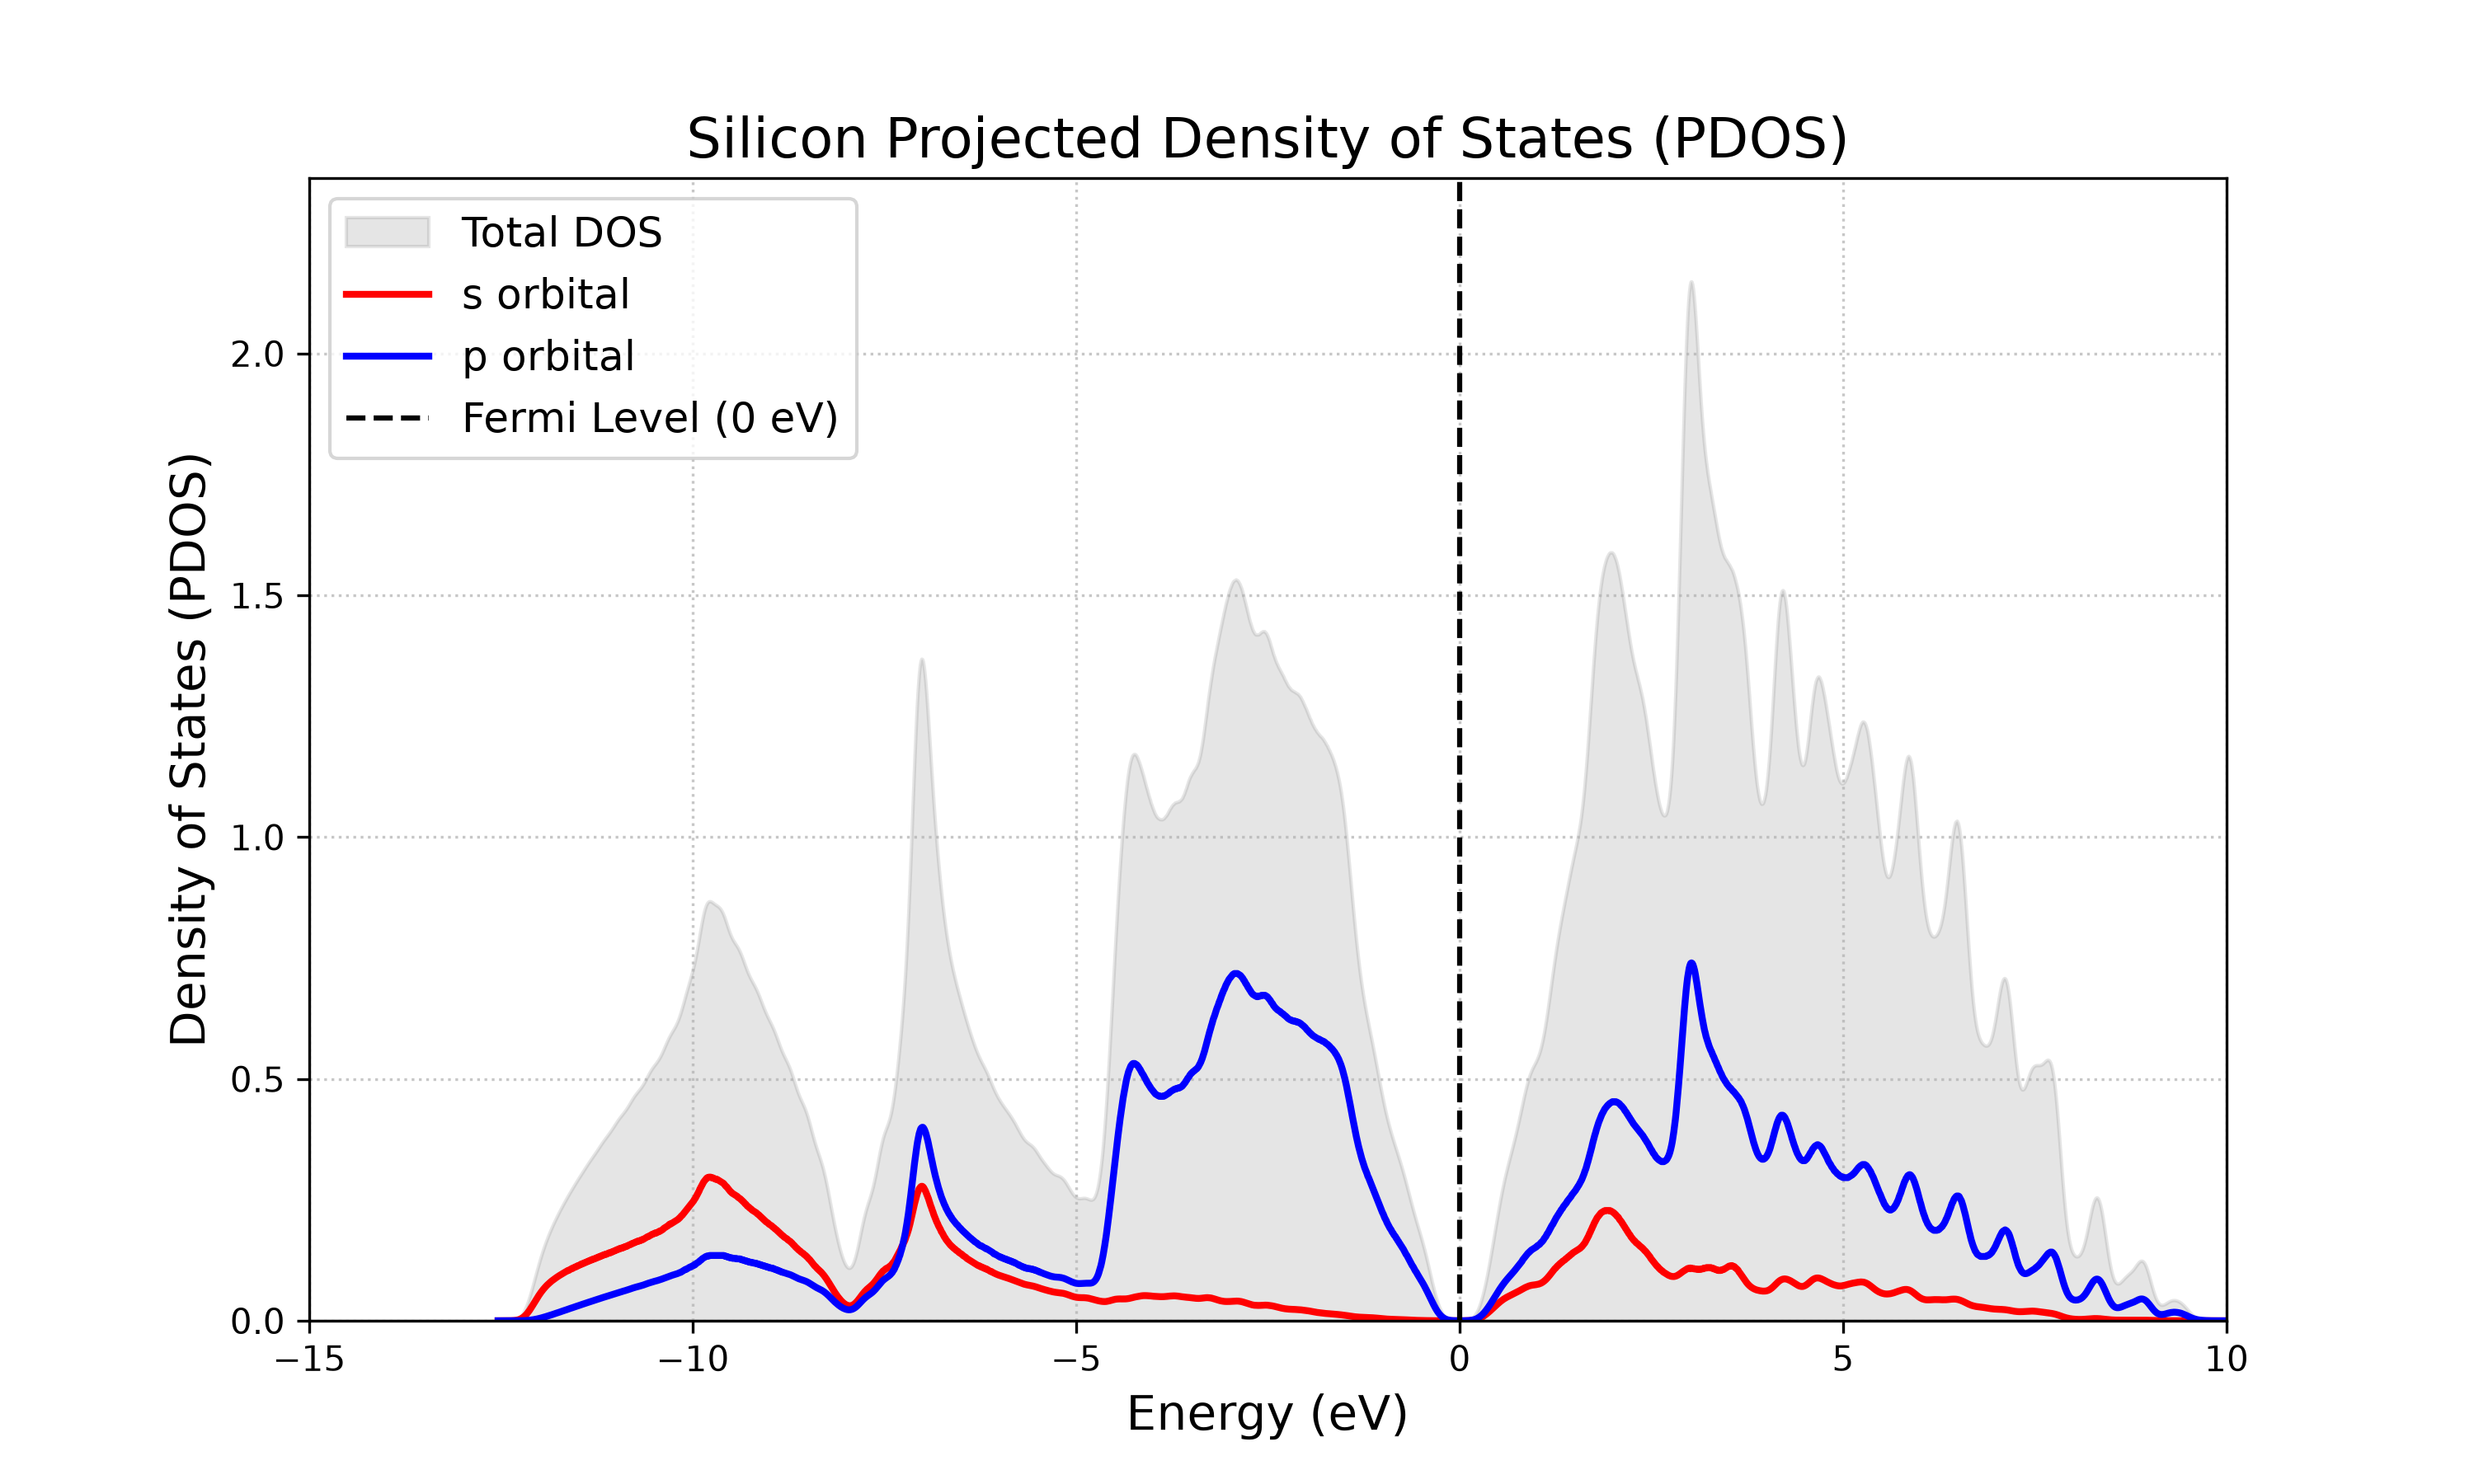 Silicon Projected Density of States (PDOS)
Total DOS
s orbital
p orbital
Fermi Level (0 eV)
Density of States (PDOS)
2.0
1.5
1.0
0.5
0.0
−15 −10 −5 0 5 10
Energy (eV)